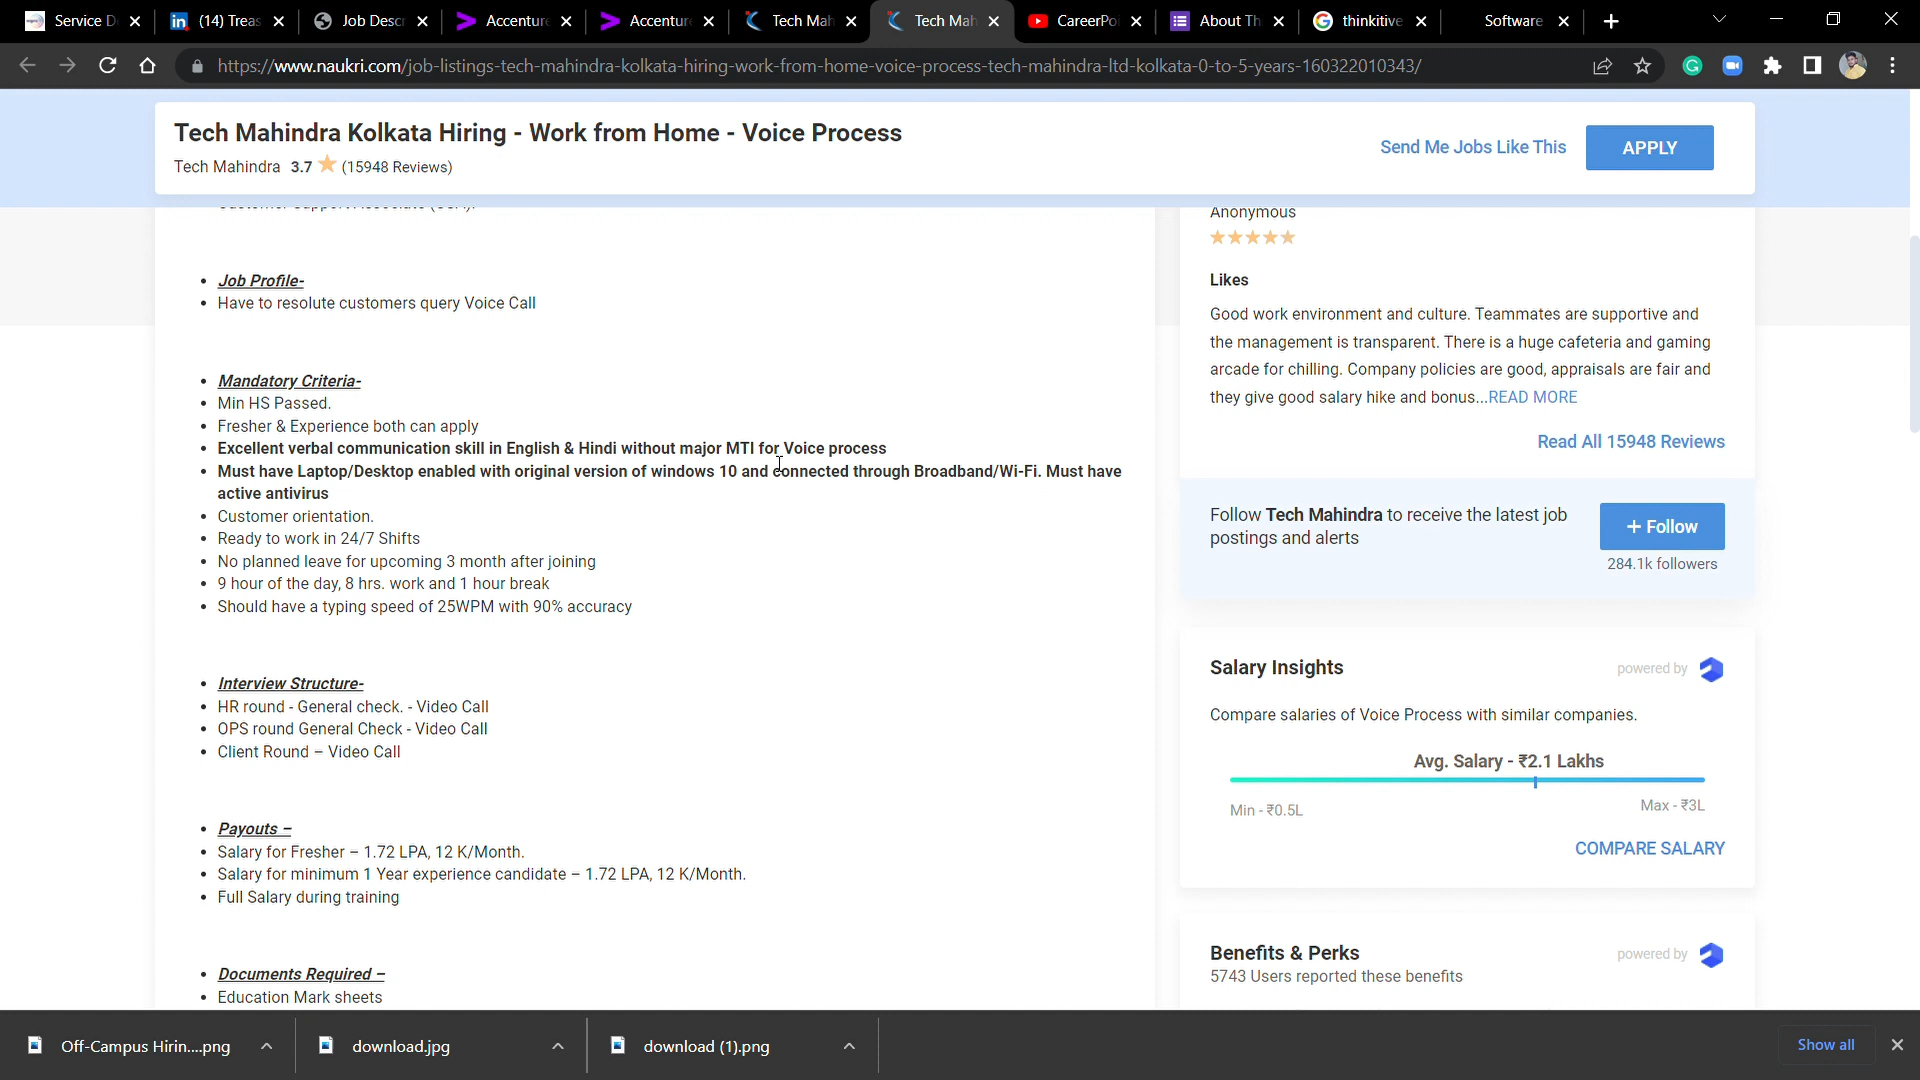 Service D
(14) Treas
Job Descr
Accenture
Accenture
Tech Mah
Tech Mah
CareerPo
About Th
thinkitive
Software
https://www.naukri.com/job-listings-tech-mahindra-kolkata-hiring-work-from-home-voice-process-tech-mahindra-ltd-kolkata-0-to-5-years-160322010343/
Tech Mahindra Kolkata Hiring - Work from Home - Voice Process
Tech Mahindra 3.7 (15948 Reviews)
Send Me Jobs Like This
APPLY
Job Profile-
Have to resolute customers query Voice Call
Mandatory Criteria-
Min HS Passed.
Fresher & Experience both can apply
Excellent verbal communication skill in English & Hindi without major MTI for Voice process
Must have Laptop/Desktop enabled with original version of windows 10 and connected through Broadband/Wi-Fi. Must have
active antivirus
Customer orientation.
Ready to work in 24/7 Shifts
No planned leave for upcoming 3 month after joining
9 hour of the day, 8 hrs. work and 1 hour break
Should have a typing speed of 25WPM with 90% accuracy
Interview Structure-
HR round - General check. - Video Call
OPS round General Check - Video Call
Client Round – Video Call
Payouts –
Salary for Fresher – 1.72 LPA, 12 K/Month.
Salary for minimum 1 Year experience candidate – 1.72 LPA, 12 K/Month.
Full Salary during training
Documents Required –
Education Mark sheets
Anonymous
Likes
Good work environment and culture. Teammates are supportive and
the management is transparent. There is a huge cafeteria and gaming
arcade for chilling. Company policies are good, appraisals are fair and
they give good salary hike and bonus...READ MORE
Read All 15948 Reviews
Follow Tech Mahindra to receive the latest job
postings and alerts
+ Follow
284.1k followers
Salary Insights
powered by
Compare salaries of Voice Process with similar companies.
Avg. Salary - ₹2.1 Lakhs
Min - ₹0.5L
Max - ₹3L
COMPARE SALARY
Benefits & Perks
powered by
5743 Users reported these benefits
Off-Campus Hirin....png
download.jpg
download (1).png
Show all